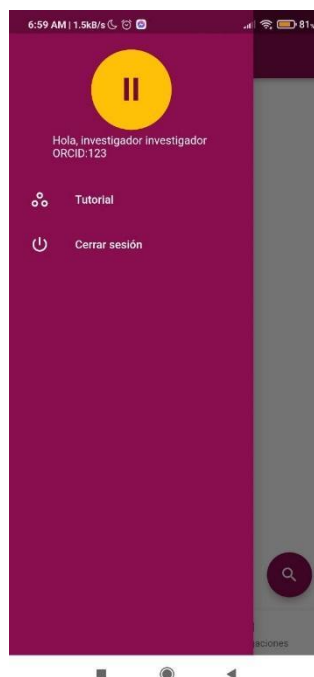 6:59 AM | 1.5kB/s
81
II
Hola, investigador investigador
ORCID:123
Tutorial
Cerrar sesión
aciones